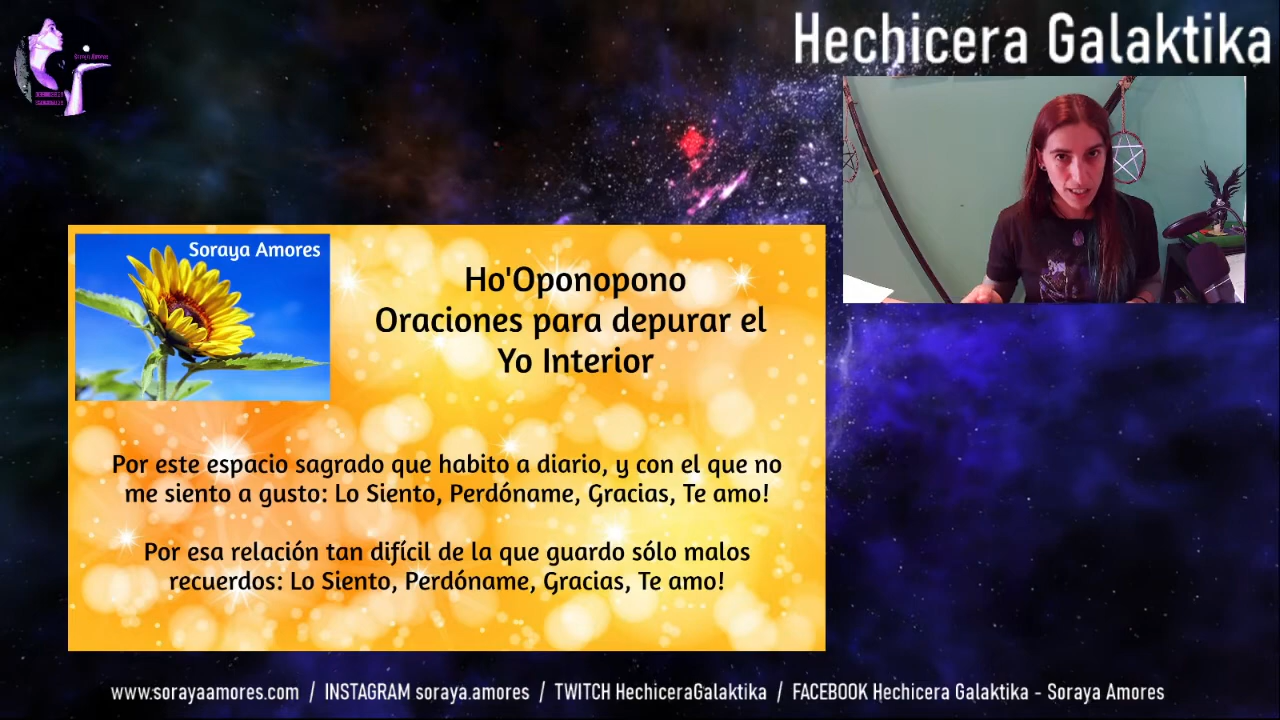 Hechicera Galaktika
Soraya Amores
Ho'Oponopono
Oraciones para depurar el
Yo Interior
Por este espacio sagrado que habito a diario, y con el que no
me siento a gusto: Lo Siento, Perdóname, Gracias, Te amo!
Por esa relación tan difícil de la que guardo sólo malos
recuerdos: Lo Siento, Perdóname, Gracias, Te amo!
www.sorayaamores.com / INSTAGRAM soraya.amores / TWITCH HechiceraGalaktika / FACEBOOK Hechicera Galaktika - Soraya Amores